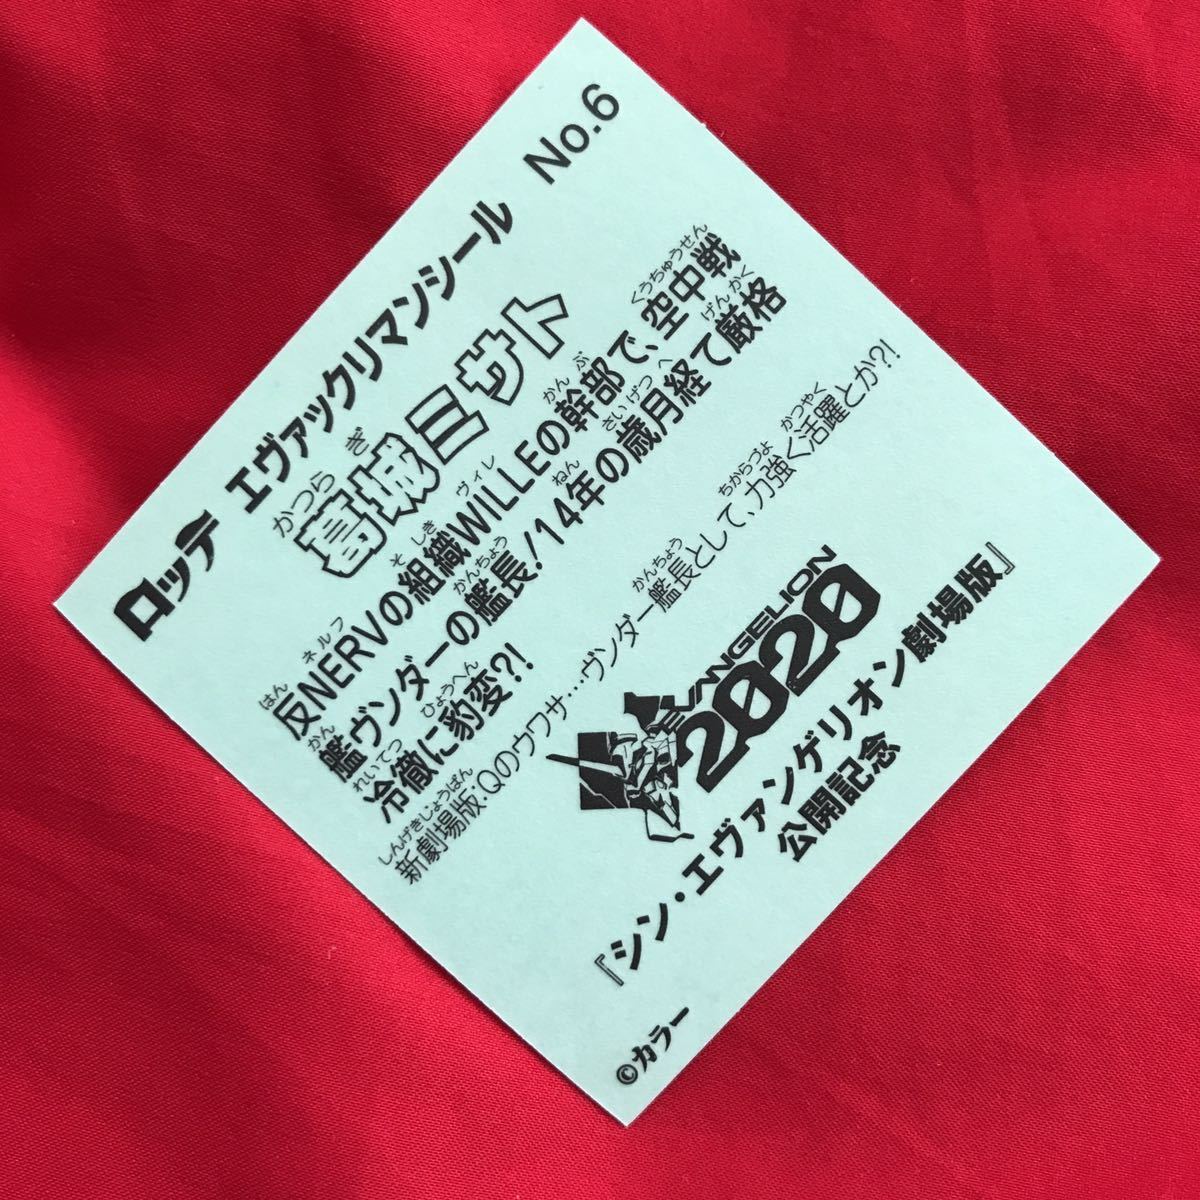 ロッテ エヴァックリマンシール No.6
かつらぎ
葛城ミサト
はん ネルフ そしき ヴィレ かんぶ くうちゅうせん
反NERVの組織WILLEの幹部で、空中戦
かん かんちょう ねん さいげつへ げんかく
艦ヴンダーの艦長!14年の歳月経て厳格
れいてつ ひょうへん
冷徹に豹変?!
しんげきじょうばん かんちょう ちからづよ かつやく
新劇場版:Qのウワサ…ヴンダー艦長として、力強く活躍とか?!
EVANGELION
2020
『シン・エヴァンゲリオン劇場版』
公開記念
©カラー